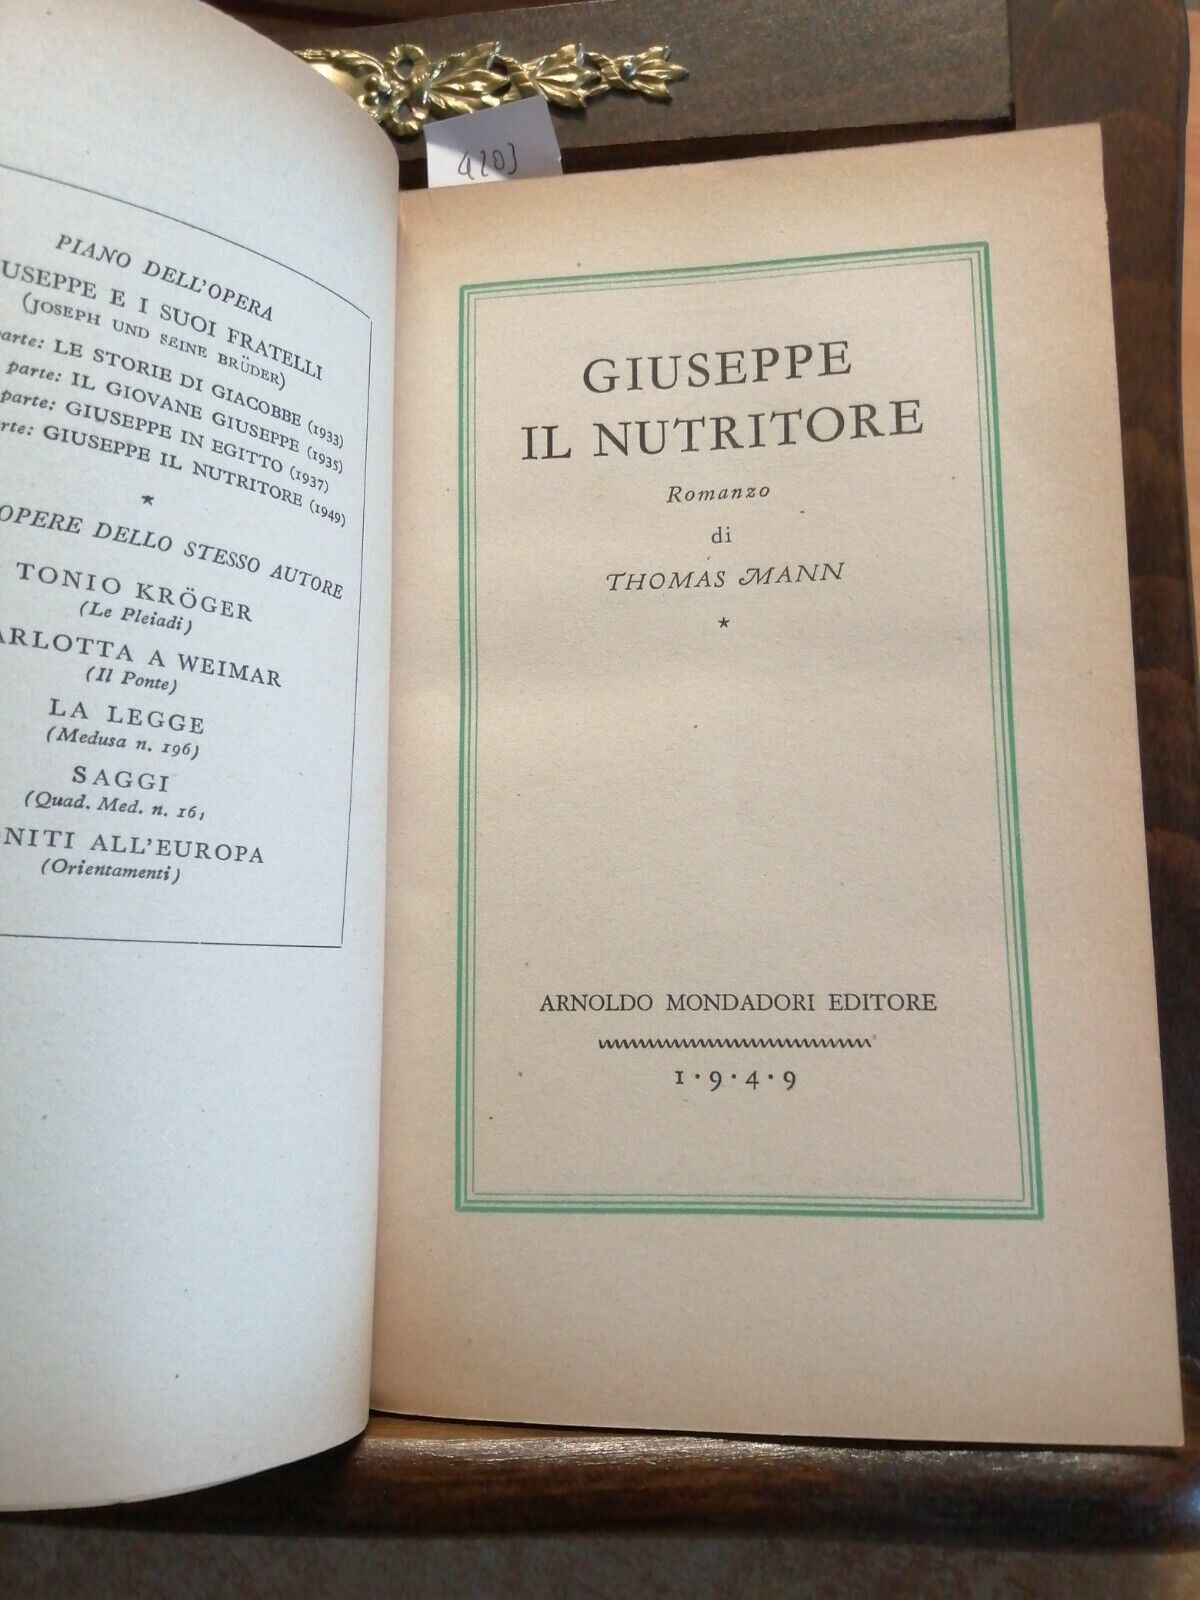 4203
PIANO DELL'OPERA
USEPPE E I SUOI FRATELLI
(JOSEPH UND SEINE BRÜDER)
parte: LE STORIE DI GIACOBBE (1933)
parte: IL GIOVANE GIUSEPPE (1935)
parte: GIUSEPPE IN EGITTO (1937)
rte: GIUSEPPE IL NUTRITORE (1949)
*
OPERE DELLO STESSO AUTORE
TONIO KRÖGER
(Le Pleiadi)
ARLOTTA A WEIMAR
(Il Ponte)
LA LEGGE
(Medusa n. 196)
SAGGI
(Quad. Med. n. 16)
NITI ALL'EUROPA
(Orientamenti)
GIUSEPPE
IL NUTRITORE
Romanzo
di
THOMAS MANN
*
ARNOLDO MONDADORI EDITORE
1•9•4•9